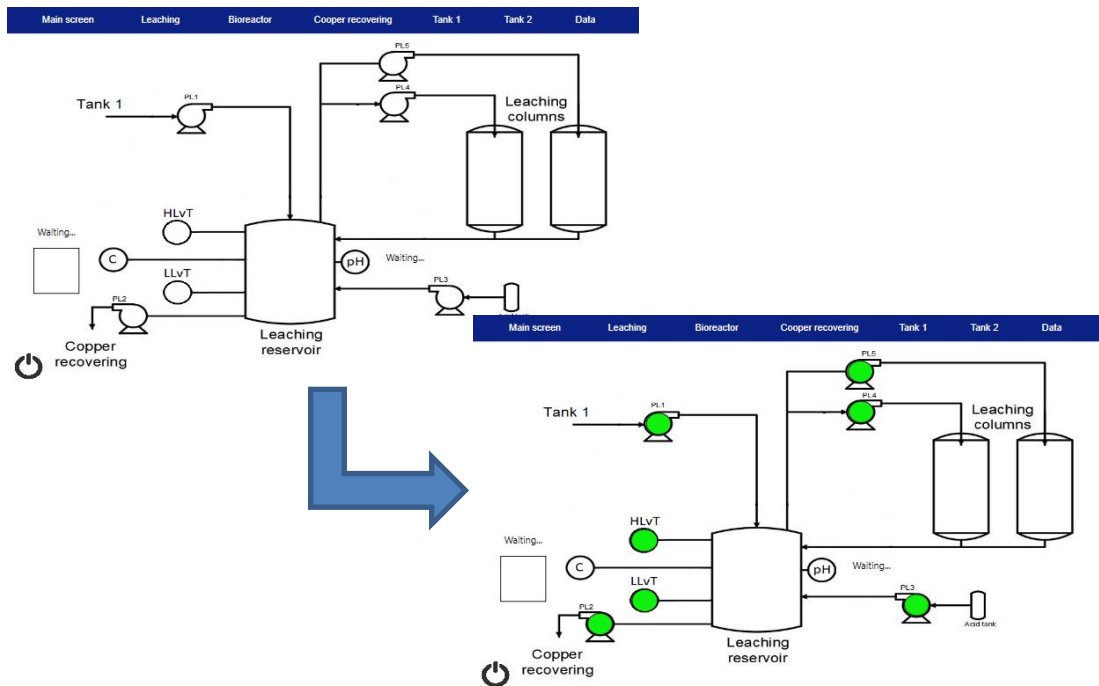 Main screen Leaching Bioreactor Cooper recovering Tank 1 Tank 2 Data
PL5
PL4
PL1
Tank 1
Leaching
columns
HLvT
Waiting...
C
pH
Waiting...
LLvT
PL3
PL2
Leaching
reservoir
Copper
recovering
Main screen Leaching Bioreactor Cooper recovering Tank 1 Tank 2 Data
PL5
PL4
PL1
Tank 1
Leaching
columns
HLvT
Waiting...
C
pH
Waiting...
LLvT
PL3
PL2
Acid tank
Leaching
reservoir
Copper
recovering